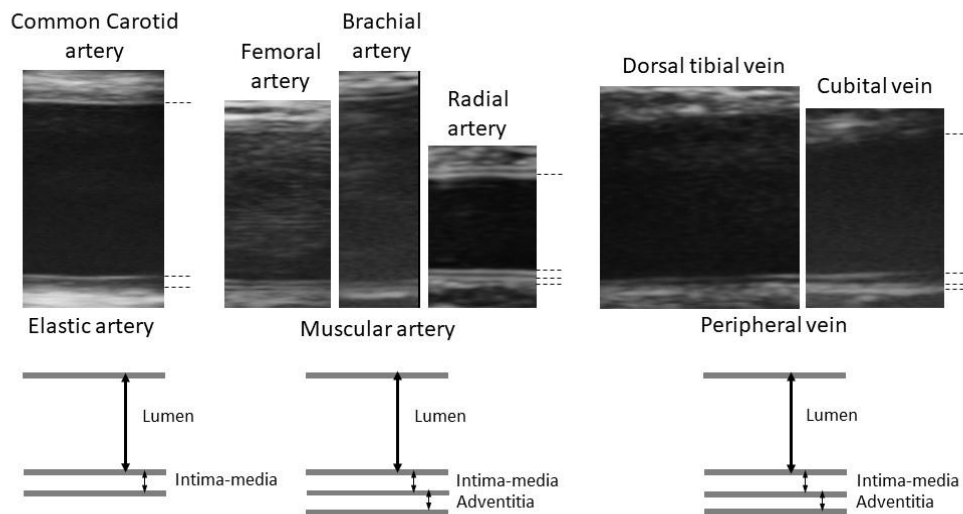 Common Carotid
artery
Femoral
artery
Brachial
artery
Radial
artery
Dorsal tibial vein
Cubital vein
Elastic artery
Muscular artery
Peripheral vein
Lumen
Intima-media
Lumen
Intima-media
Adventitia
Lumen
Intima-media
Adventitia